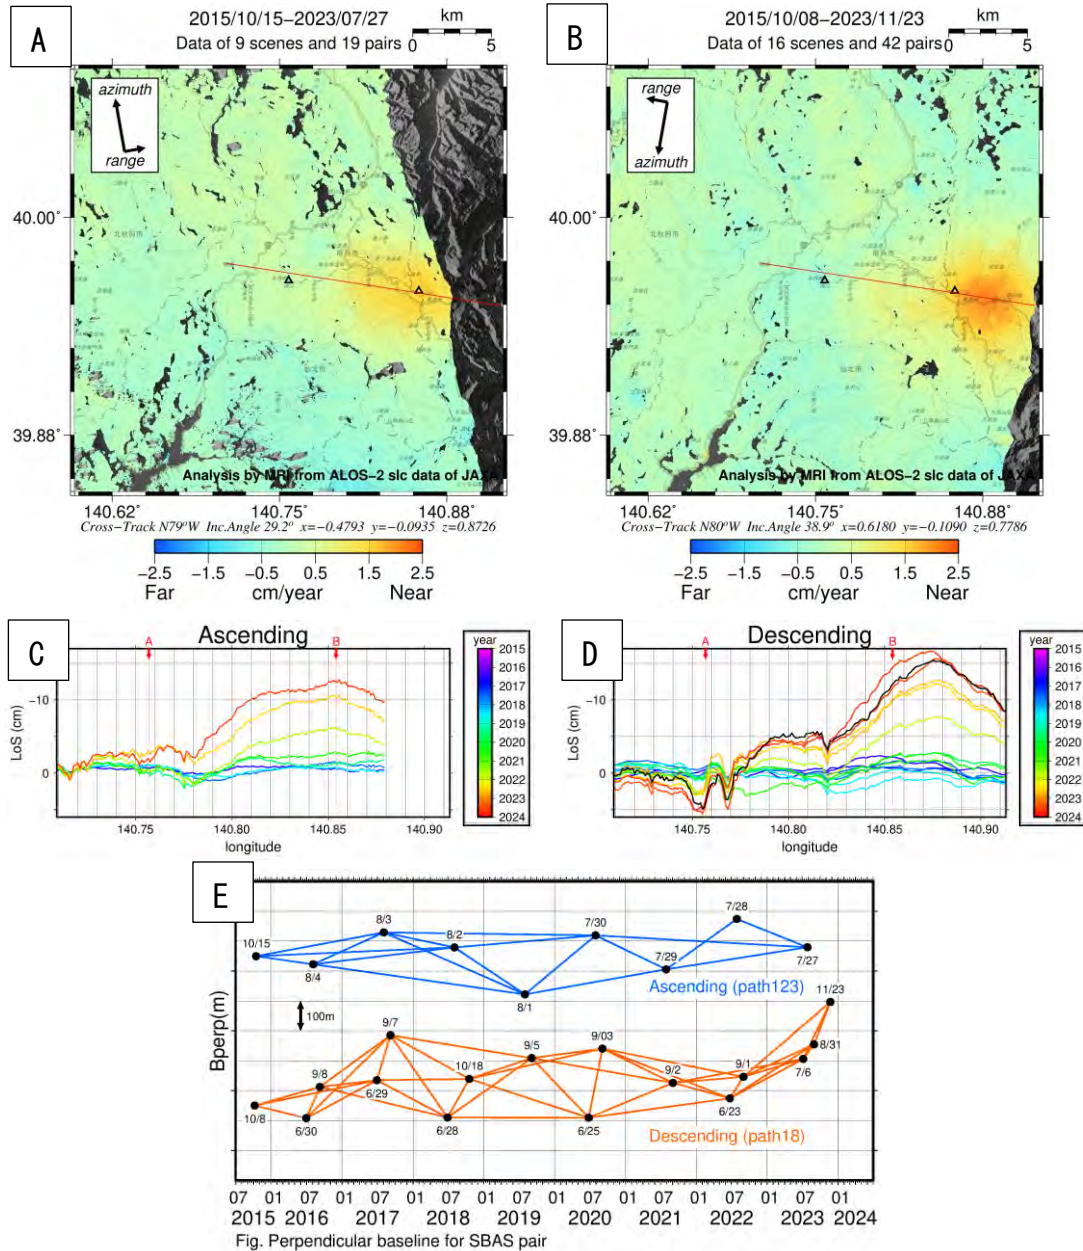 A
2015/10/15−2023/07/27
km
Data of 9 scenes and 19 pairs
0 5
azimuth
range
40.00°
39.88°
Analysis by MRI from ALOS−2 slc data of JAXA
140.62° 140.75° 140.88°
Cross−Track N79°W Inc.Angle 29.2° x=−0.4793 y=−0.0935 z=0.8726
−2.5 −1.5 −0.5 0.5 1.5 2.5
Far cm/year Near
B
2015/10/08−2023/11/23
km
Data of 16 scenes and 42 pairs
0 5
range
azimuth
40.00°
39.88°
Analysis by MRI from ALOS−2 slc data of JAXA
140.62° 140.75° 140.88°
Cross−Track N80°W Inc.Angle 38.9° x=0.6180 y=−0.1090 z=0.7786
−2.5 −1.5 −0.5 0.5 1.5 2.5
Far cm/year Near
C
Ascending
A B
LoS (cm)
−10
0
140.75 140.80 140.85 140.90
longitude
year
2015
2016
2017
2018
2019
2020
2021
2022
2023
2024
D
Descending
A B
LoS (cm)
−10
0
140.75 140.80 140.85 140.90
longitude
year
2015
2016
2017
2018
2019
2020
2021
2022
2023
2024
E
Bperp(m)
100m
10/15
8/4
8/3
8/2
8/1
7/30
7/29
7/28
7/27
Ascending (path123)
10/8
6/30
9/8
6/29
9/7
6/28
10/18
9/5
6/25
9/03
9/2
6/23
9/1
7/6
8/31
11/23
Descending (path18)
07 01 07 01 07 01 07 01 07 01 07 01 07 01 07 01 07 01
2015 2016 2017 2018 2019 2020 2021 2022 2023 2024
Fig. Perpendicular baseline for SBAS pair